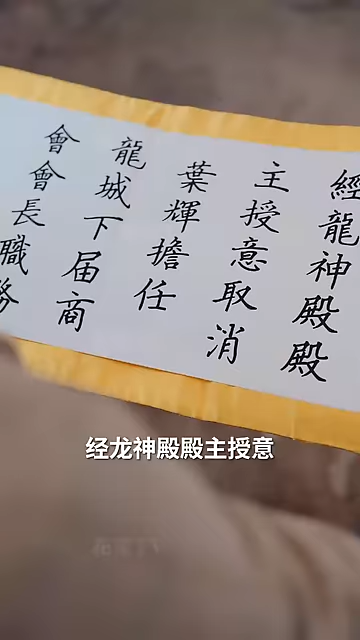 經龍神殿殿
主授意取消
葉輝擔任
龍城下届商
會會長職務
经龙神殿殿主授意